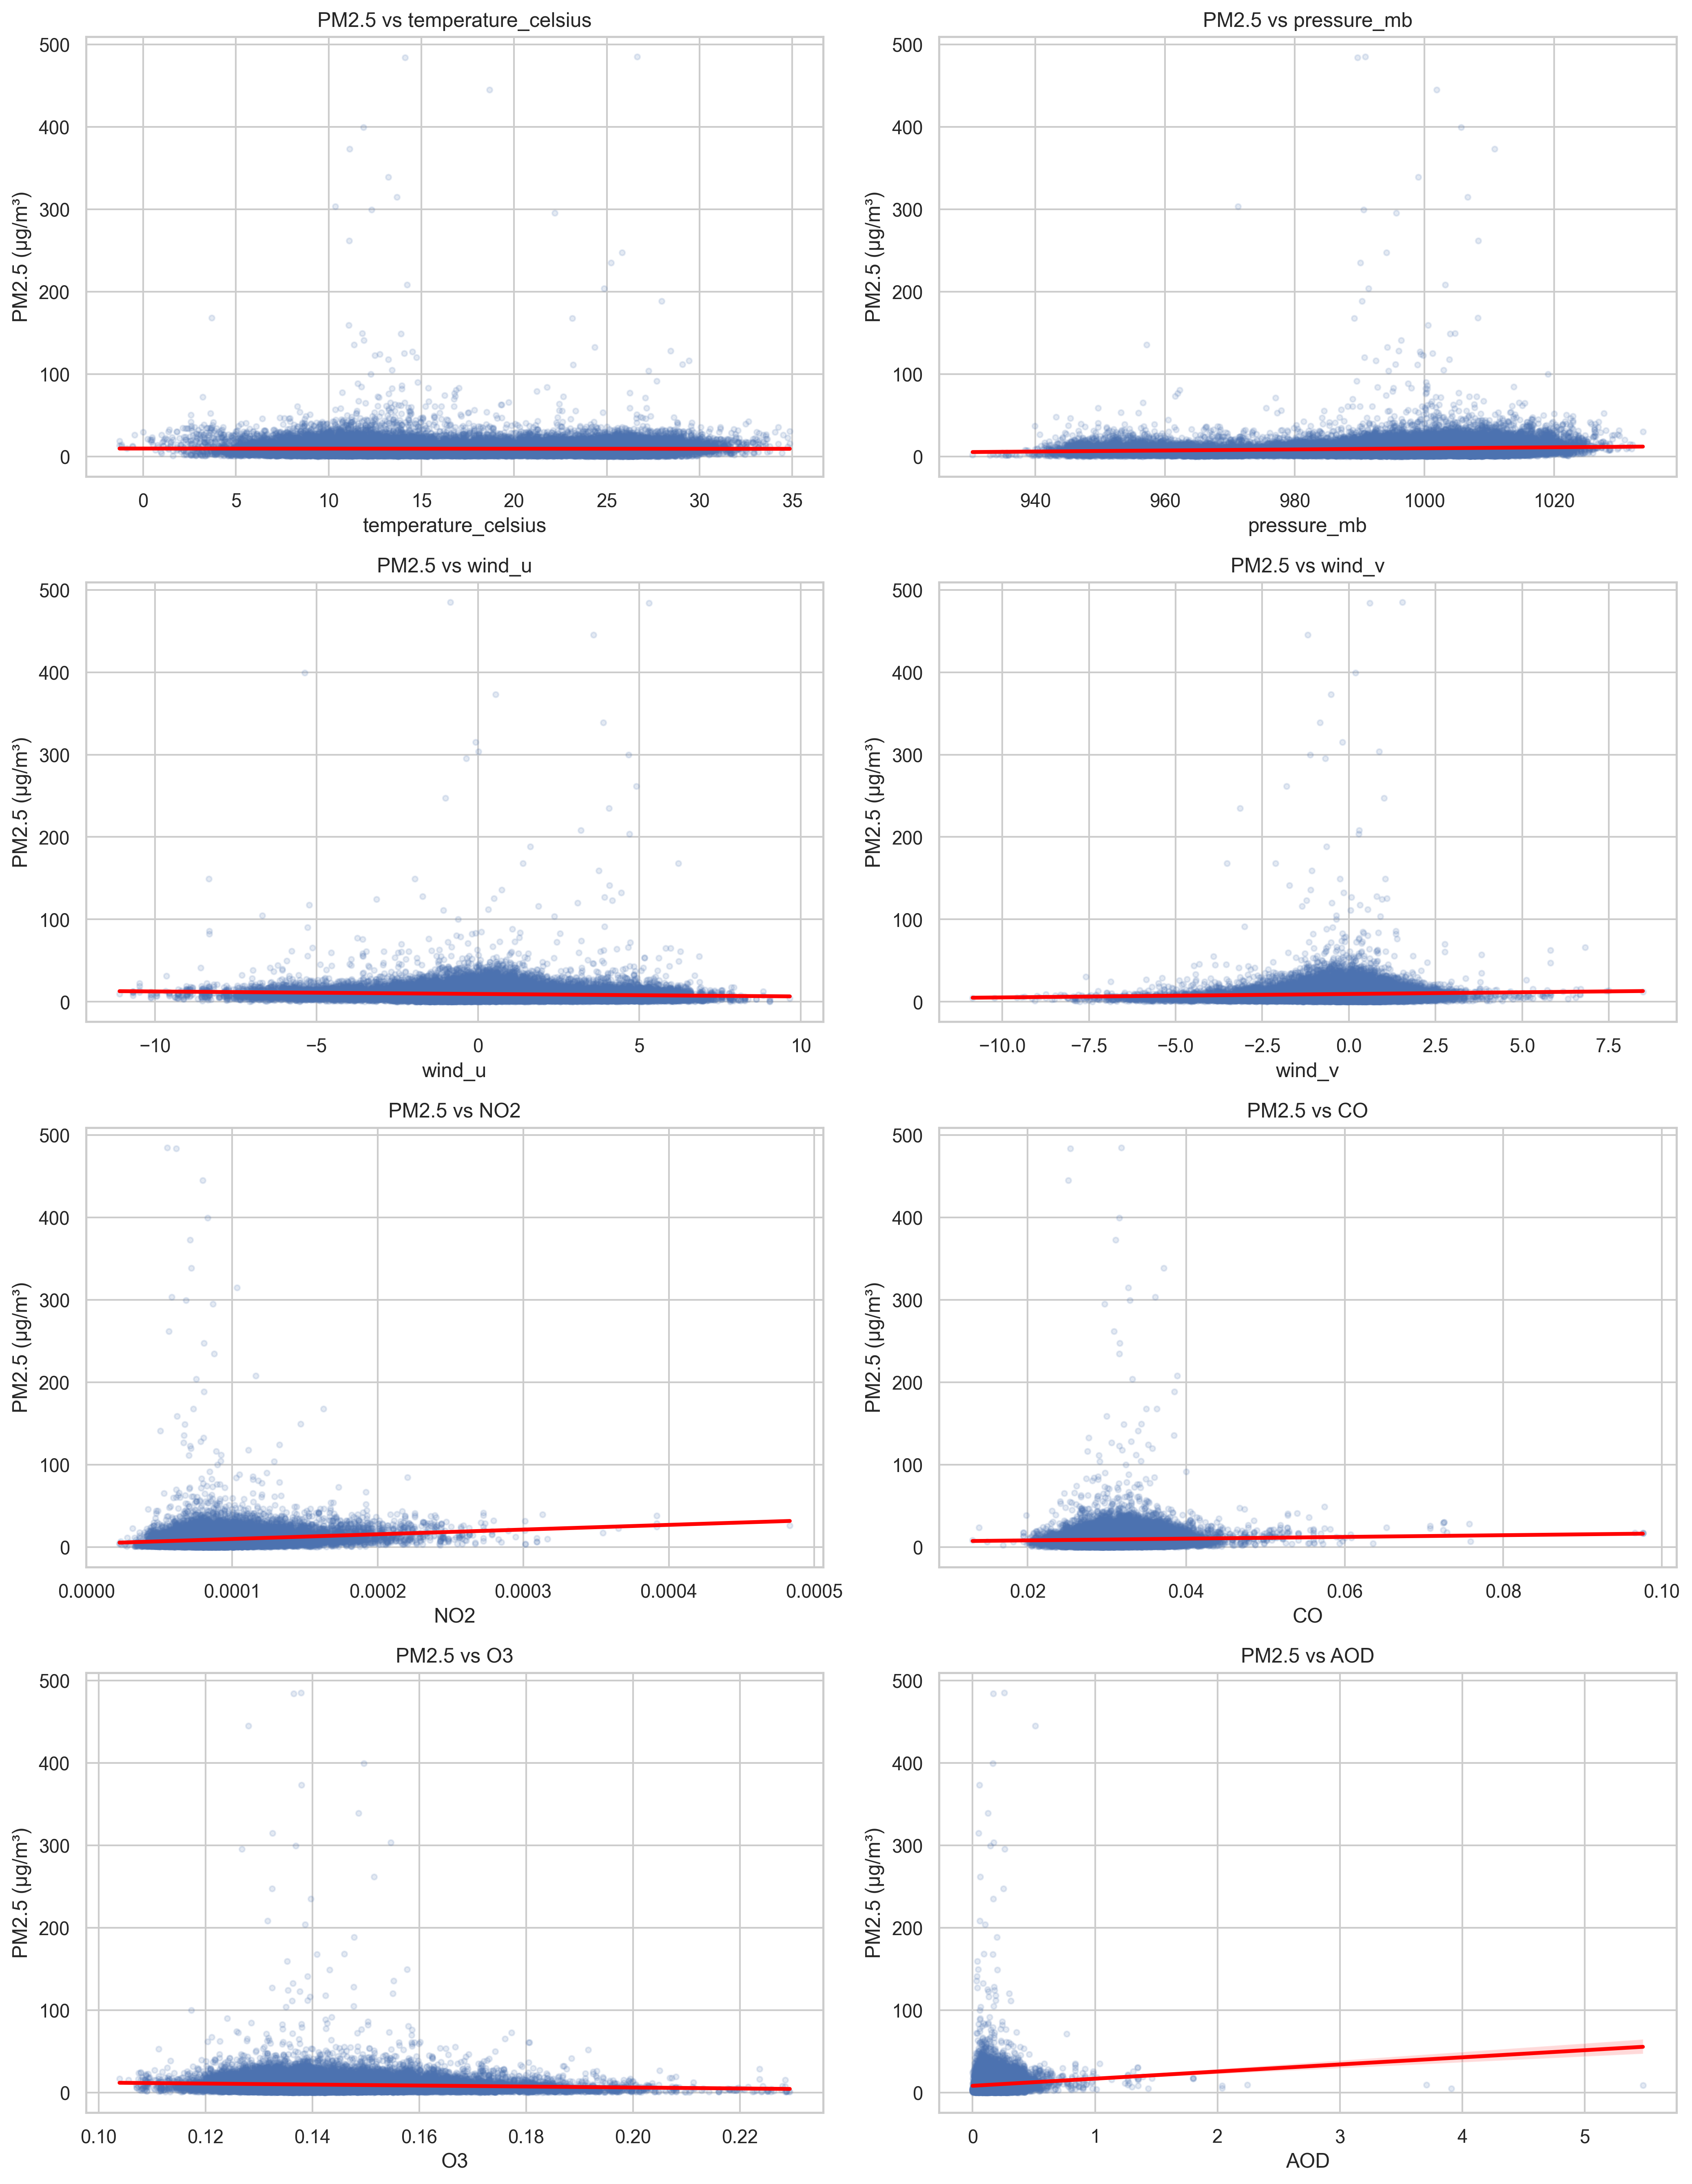 PM2.5 vs temperature_celsius
PM2.5 (µg/m³)
500
400
300
200
100
0
0 5 10 15 20 25 30 35
temperature_celsius
PM2.5 vs pressure_mb
PM2.5 (µg/m³)
500
400
300
200
100
0
940 960 980 1000 1020
pressure_mb
PM2.5 vs wind_u
PM2.5 (µg/m³)
500
400
300
200
100
0
−10 −5 0 5 10
wind_u
PM2.5 vs wind_v
PM2.5 (µg/m³)
500
400
300
200
100
0
−10.0 −7.5 −5.0 −2.5 0.0 2.5 5.0 7.5
wind_v
PM2.5 vs NO2
PM2.5 (µg/m³)
500
400
300
200
100
0
0.0000 0.0001 0.0002 0.0003 0.0004 0.0005
NO2
PM2.5 vs CO
PM2.5 (µg/m³)
500
400
300
200
100
0
0.02 0.04 0.06 0.08 0.10
CO
PM2.5 vs O3
PM2.5 (µg/m³)
500
400
300
200
100
0
0.10 0.12 0.14 0.16 0.18 0.20 0.22
O3
PM2.5 vs AOD
PM2.5 (µg/m³)
500
400
300
200
100
0
0 1 2 3 4 5
AOD